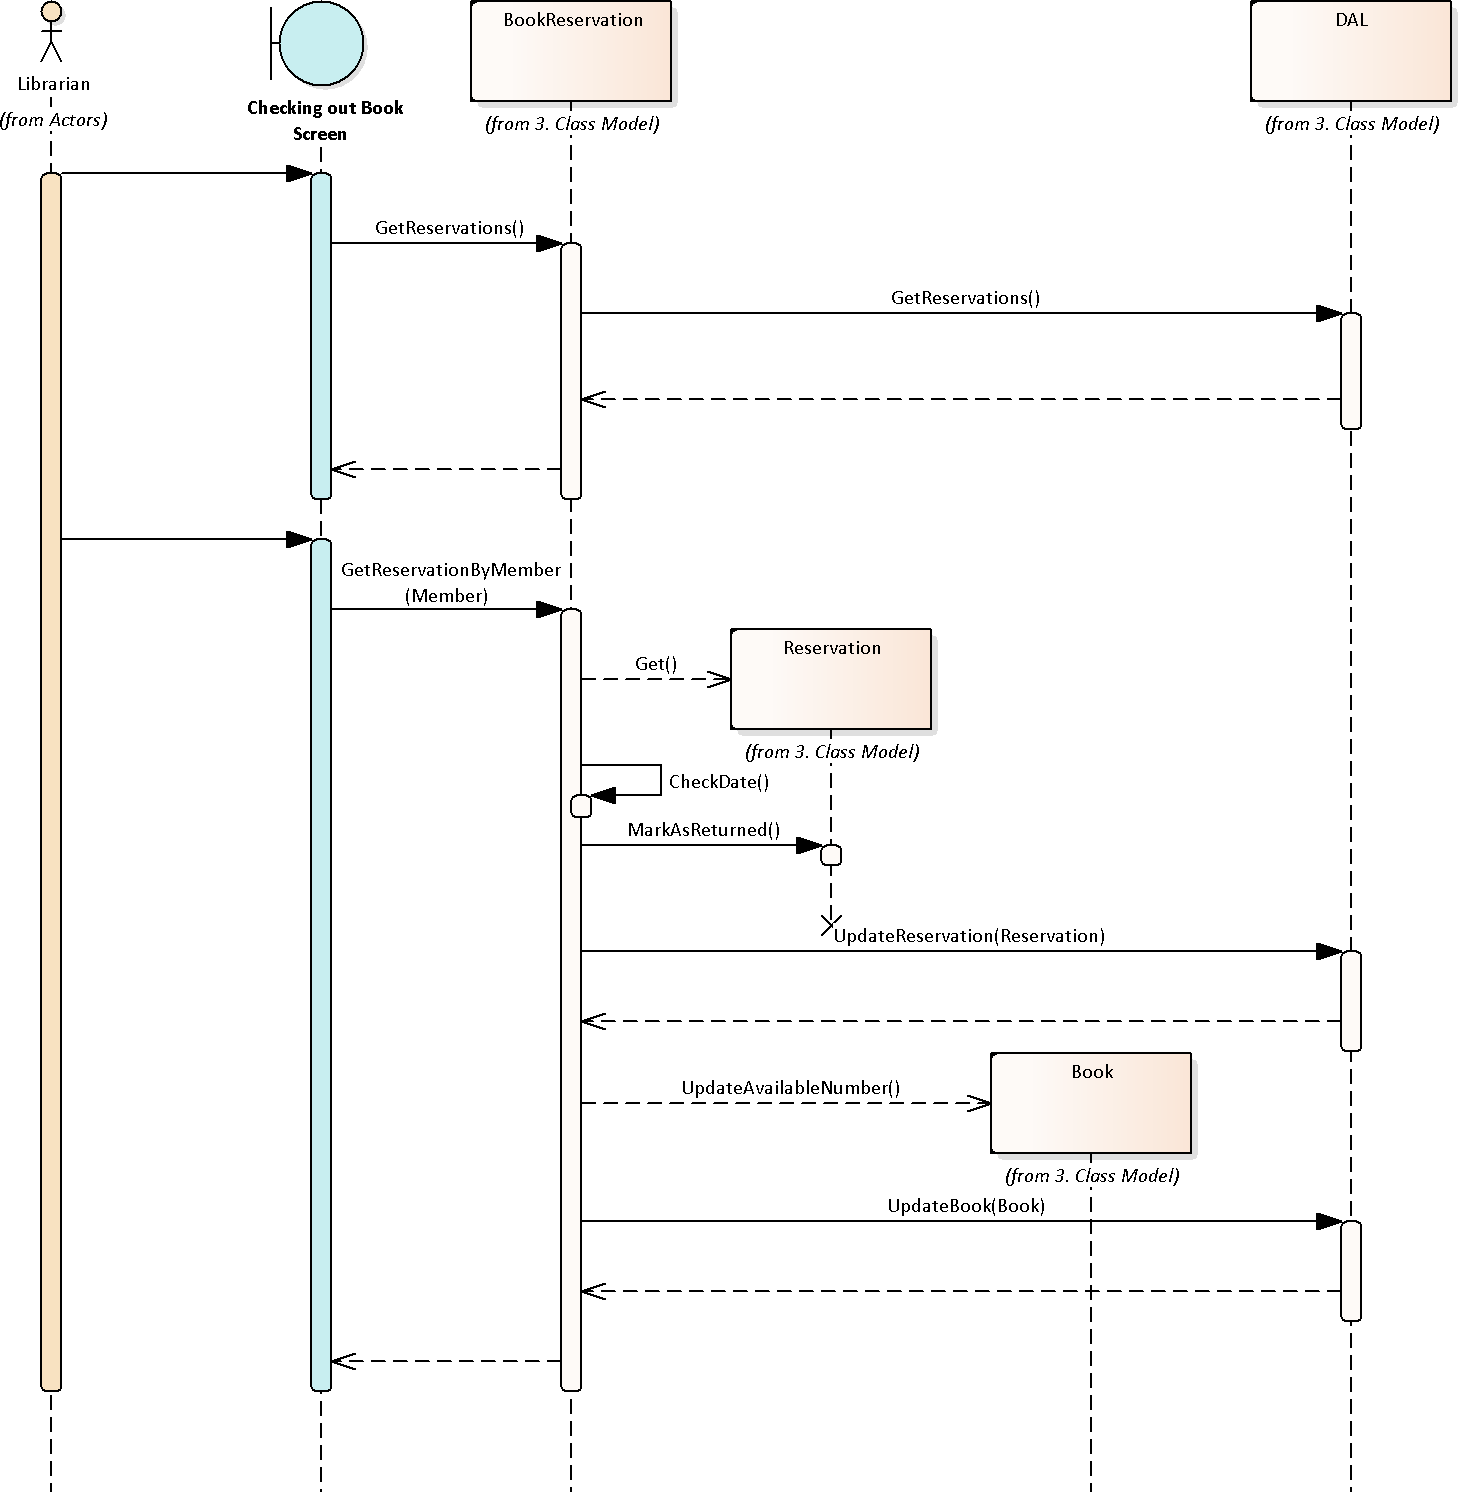 Librarian
(from Actors)
Checking out Book
Screen
BookReservation
(from 3. Class Model)
DAL
(from 3. Class Model)
GetReservations()
GetReservations()
GetReservationByMember
(Member)
Get()
Reservation
(from 3. Class Model)
CheckDate()
MarkAsReturned()
UpdateReservation(Reservation)
UpdateAvailableNumber()
Book
(from 3. Class Model)
UpdateBook(Book)